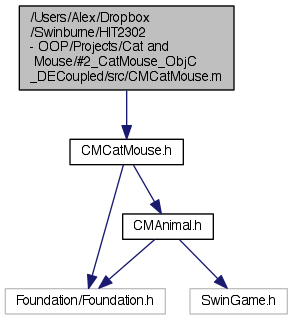 /Users/Alex/Dropbox
/Swinburne/HIT2302
- OOP/Projects/Cat and
Mouse/#2_CatMouse_ObjC
_DECoupled/src/CMCatMouse.m
CMCatMouse.h
CMAnimal.h
Foundation/Foundation.h
SwinGame.h